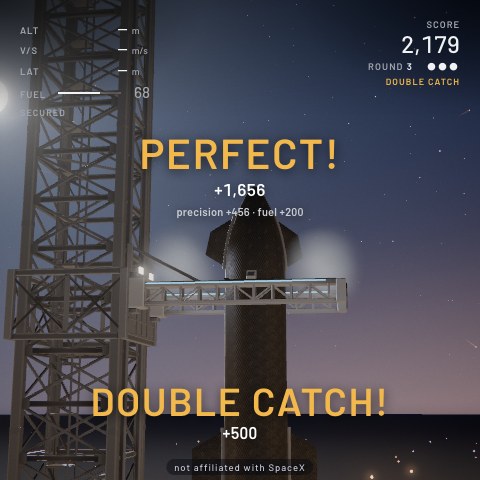 ALT — m
V/S — m/s
LAT — m
FUEL 68
SECURED
SCORE
2,179
ROUND 3
DOUBLE CATCH
PERFECT!
+1,656
precision +456 · fuel +200
DOUBLE CATCH!
+500
not affiliated with SpaceX